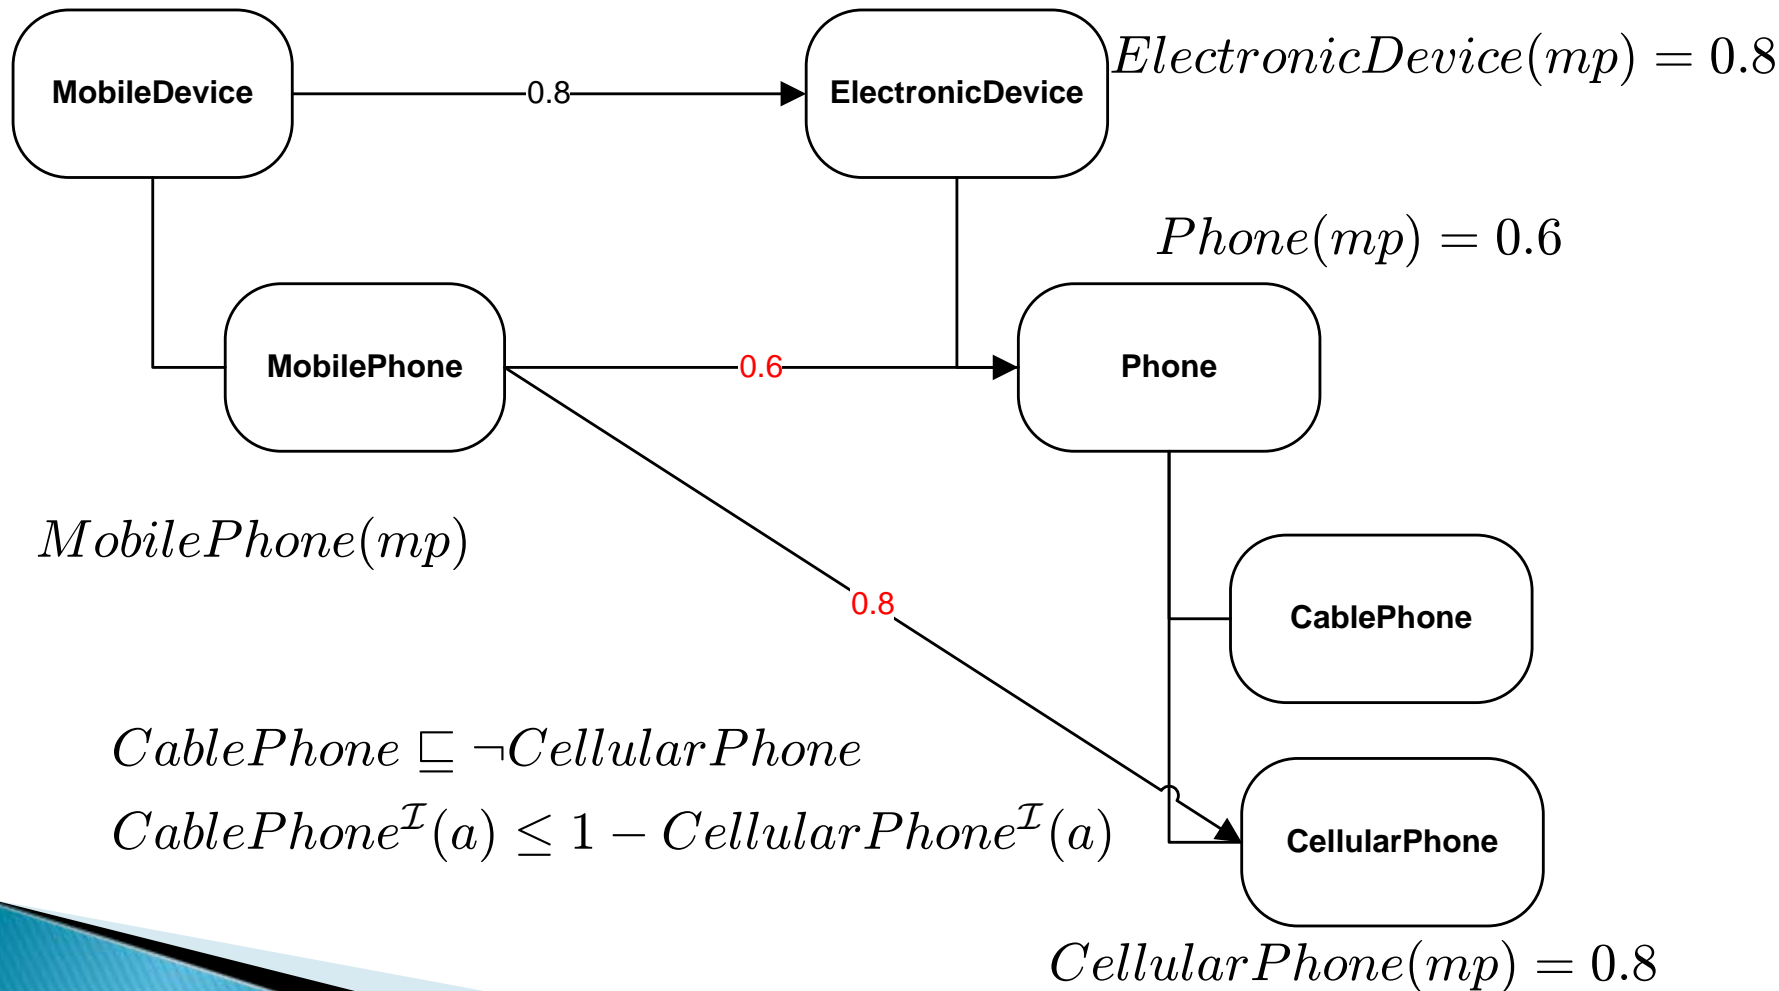 MobileDevice
0.8
ElectronicDevice
ElectronicDevice(mp) = 0.8
Phone(mp) = 0.6
MobilePhone
0.6
Phone
MobilePhone(mp)
0.8
CablePhone
CablePhone ⊑ ¬CellularPhone
CablePhone^ℐ(a) ≤ 1 − CellularPhone^ℐ(a)
CellularPhone
CellularPhone(mp) = 0.8